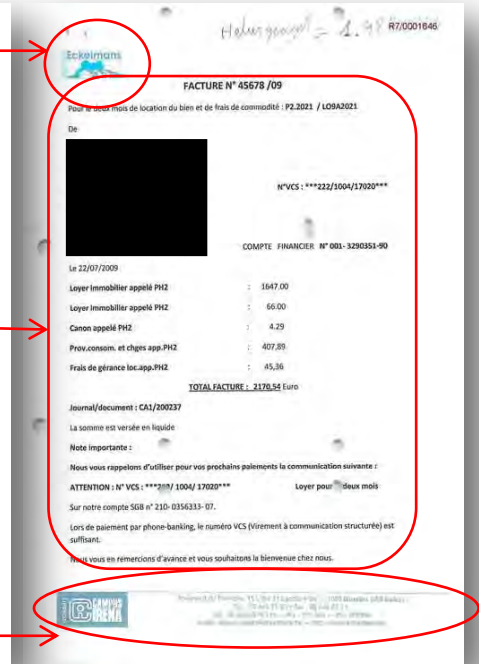 = 1.98 R7/0001646
Eckelmans
FACTURE N° 45678 /09
Pour le deux mois de location du bien et de frais de commodité : P2.2021 / LO9A2021
De
N°VCS : ***222/1004/17020***
COMPTE FINANCIER N° 001- 3290351-90
Le 22/07/2009
Loyer Immobilier appelé PH2 : 1647.00
Loyer Immobilier appelé PH2 : 66.00
Canon appelé PH2 : 4.29
Prov.consom. et chges app.PH2 : 407,89
Frais de gérance loc.app.PH2 : 45,36
TOTAL FACTURE : 2170,54 Euro
Journal/document : CA1/200237
La somme est versée en liquide
Note importante :
Nous vous rappelons d'utiliser pour vos prochains paiements la communication suivante :
ATTENTION : N° VCS : / 1004/ 17020*** Loyer pour deux mois
Sur notre compte SGB n° 210- 0356333- 07.
Lors de paiement par phone-banking, le numéro VCS (Virement à communication structurée) est
suffisant.
Nous vous en remercions d'avance et vous souhaitons la bienvenue chez nous.
CAMPUS
ARENA